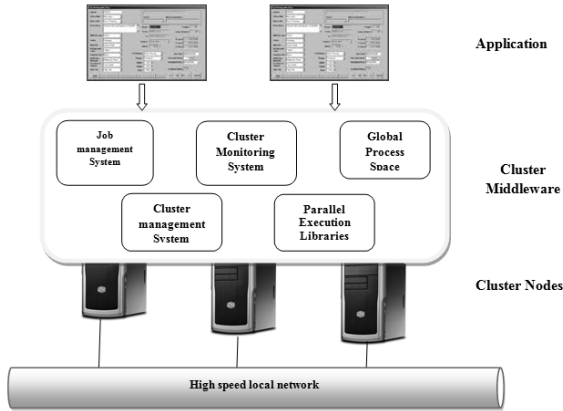 Application
Job
management
System
Cluster
Monitoring
System
Global
Process
Space
Cluster
Middleware
Cluster
management
System
Parallel
Execution
Libraries
Cluster Nodes
High speed local network